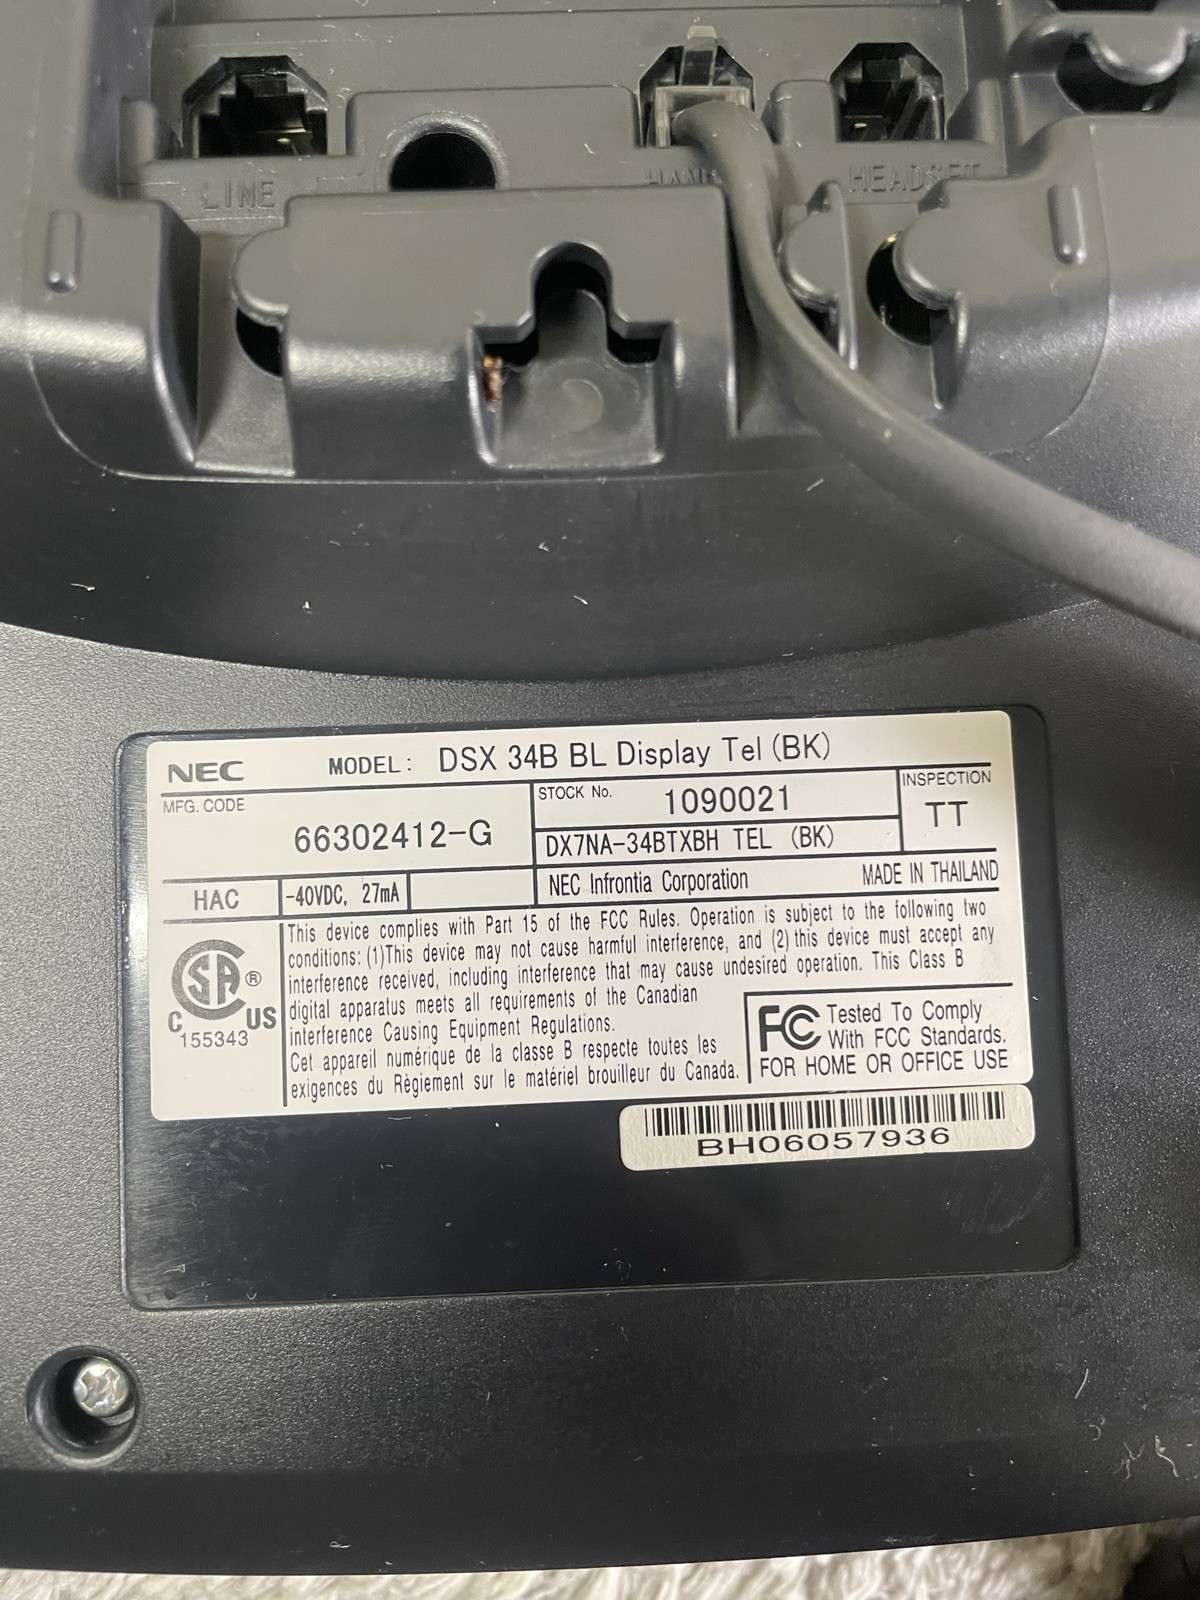 LINE
HEADSET
NEC
MODEL: DSX 34B BL Display Tel (BK)
MFG. CODE
66302412-G
STOCK No. 1090021
DX7NA-34BTXBH TEL (BK)
INSPECTION
TT
HAC
-40VDC, 27mA
NEC Infrontia Corporation
MADE IN THAILAND
This device complies with Part 15 of the FCC Rules. Operation is subject to the following two
conditions: (1)This device may not cause harmful interference, and (2) this device must accept any
interference received, including interference that may cause undesired operation. This Class B
digital apparatus meets all requirements of the Canadian
interference Causing Equipment Regulations.
Cet appareil numérique de la classe B respecte toutes les
exigences du Règiement sur le matériel brouilleur du Canada.
SA ®
C US
155343
FC Tested To Comply
With FCC Standards.
FOR HOME OR OFFICE USE
BH06057936